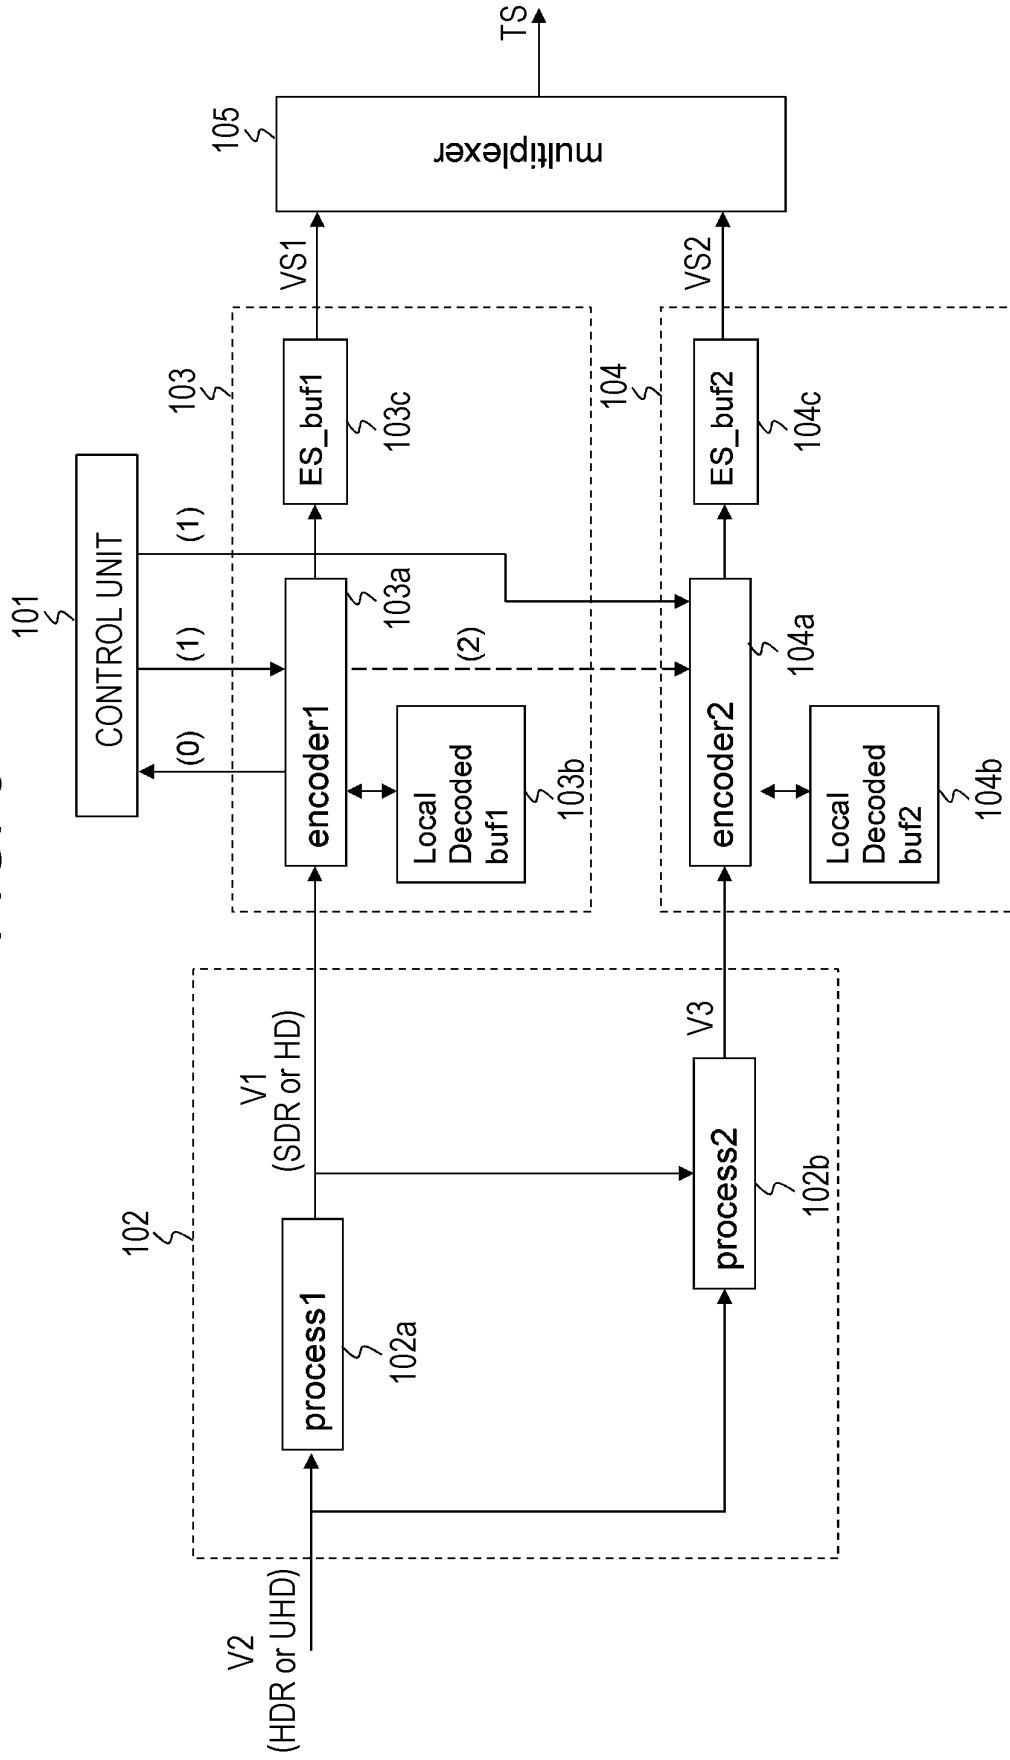 101
CONTROL UNIT
(0)
(1)
(1)
102
V2
(HDR or UHD)
process1
102a
V1
(SDR or HD)
process2
102b
V3
103
encoder1
103a
Local
Decoded
buf1
103b
ES_buf1
103c
VS1
(2)
104
encoder2
104a
Local
Decoded
buf2
104b
ES_buf2
104c
VS2
105
multiplexer
TS